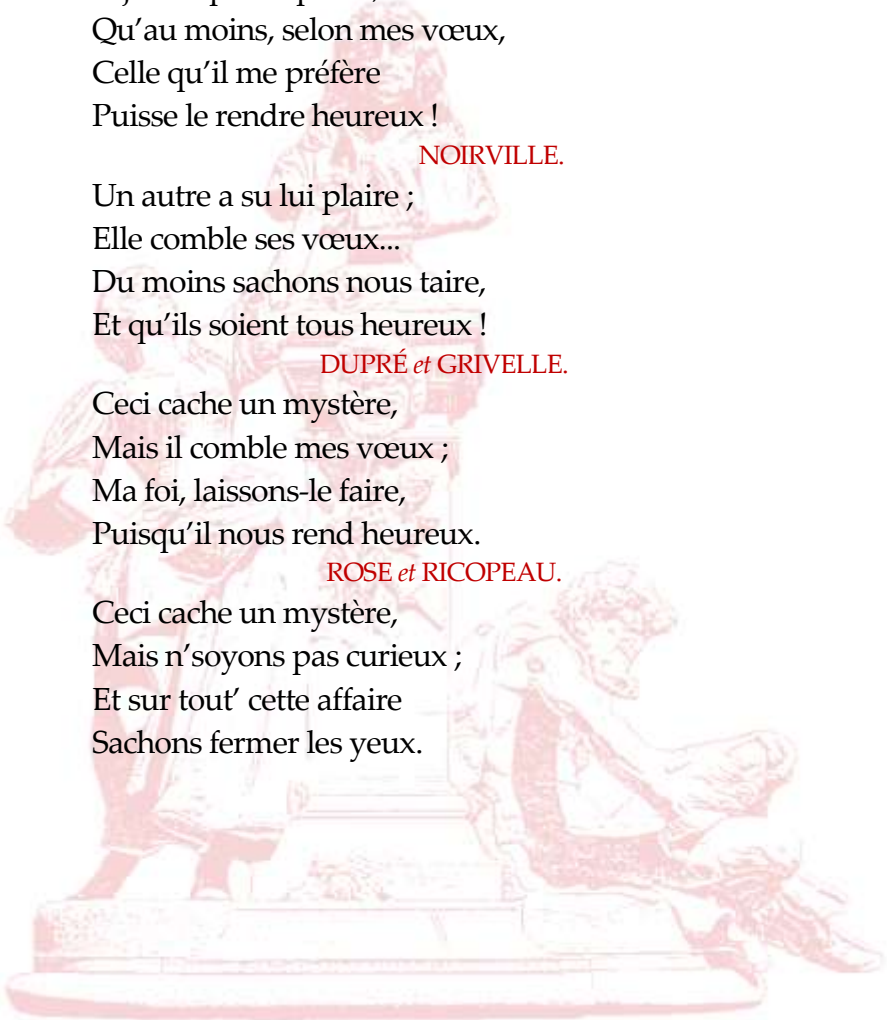 Qu’au moins, selon mes vœux,
Celle qu’il me préfère
Puisse le rendre heureux !
NOIRVILLE.
Un autre a su lui plaire ;
Elle comble ses vœux...
Du moins sachons nous taire,
Et qu’ils soient tous heureux !
DUPRÉ et GRIVELLE.
Ceci cache un mystère,
Mais il comble mes vœux ;
Ma foi, laissons-le faire,
Puisqu’il nous rend heureux.
ROSE et RICOPEAU.
Ceci cache un mystère,
Mais n’soyons pas curieux ;
Et sur tout’ cette affaire
Sachons fermer les yeux.